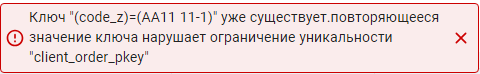 Ключ "(code_z)=(AA11 11-1)" уже существует.повторяющееся
значение ключа нарушает ограничение уникальности
"client_order_pkey"